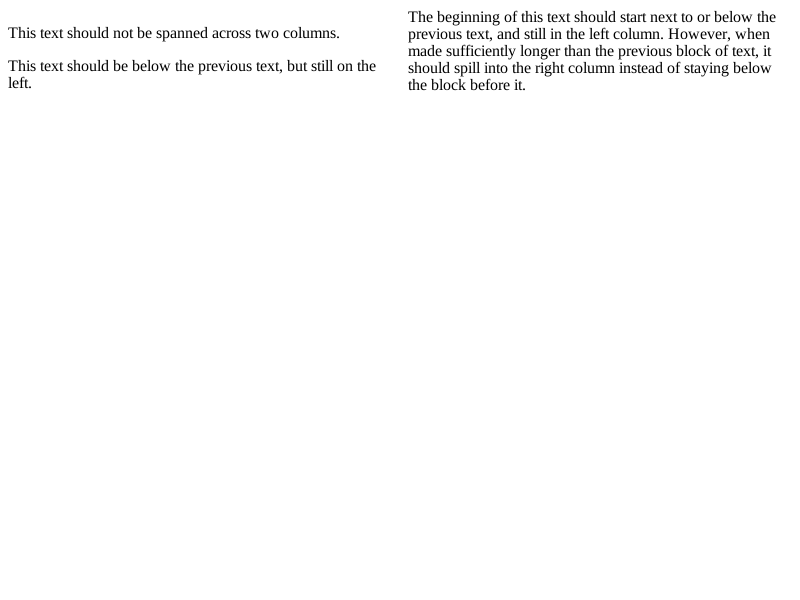 This text should not be spanned across two columns.
This text should be below the previous text, but still on the
left.
The beginning of this text should start next to or below the
previous text, and still in the left column. However, when
made sufficiently longer than the previous block of text, it
should spill into the right column instead of staying below
the block before it.